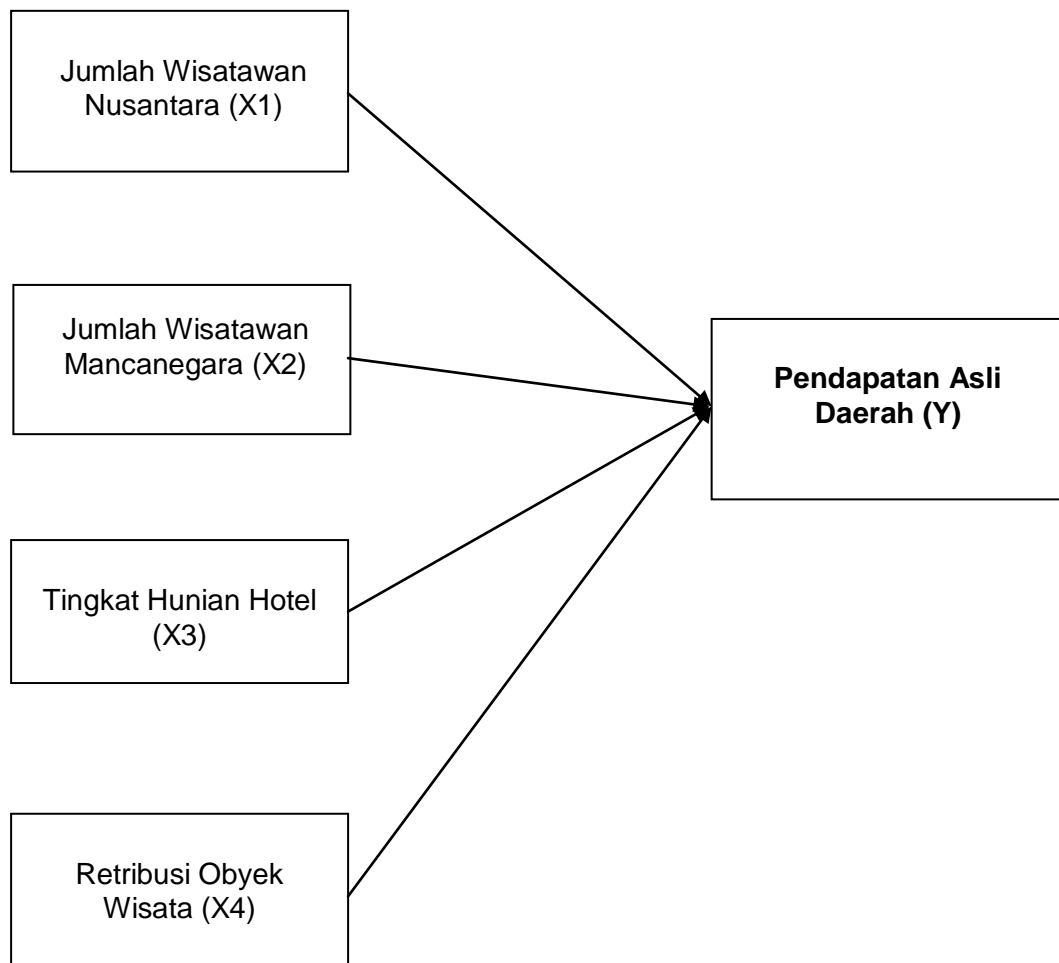 Jumlah Wisatawan
Nusantara (X1)
Jumlah Wisatawan
Mancanegara (X2)
Pendapatan Asli
Daerah (Y)
Tingkat Hunian Hotel
(X3)
Retribusi Obyek
Wisata (X4)